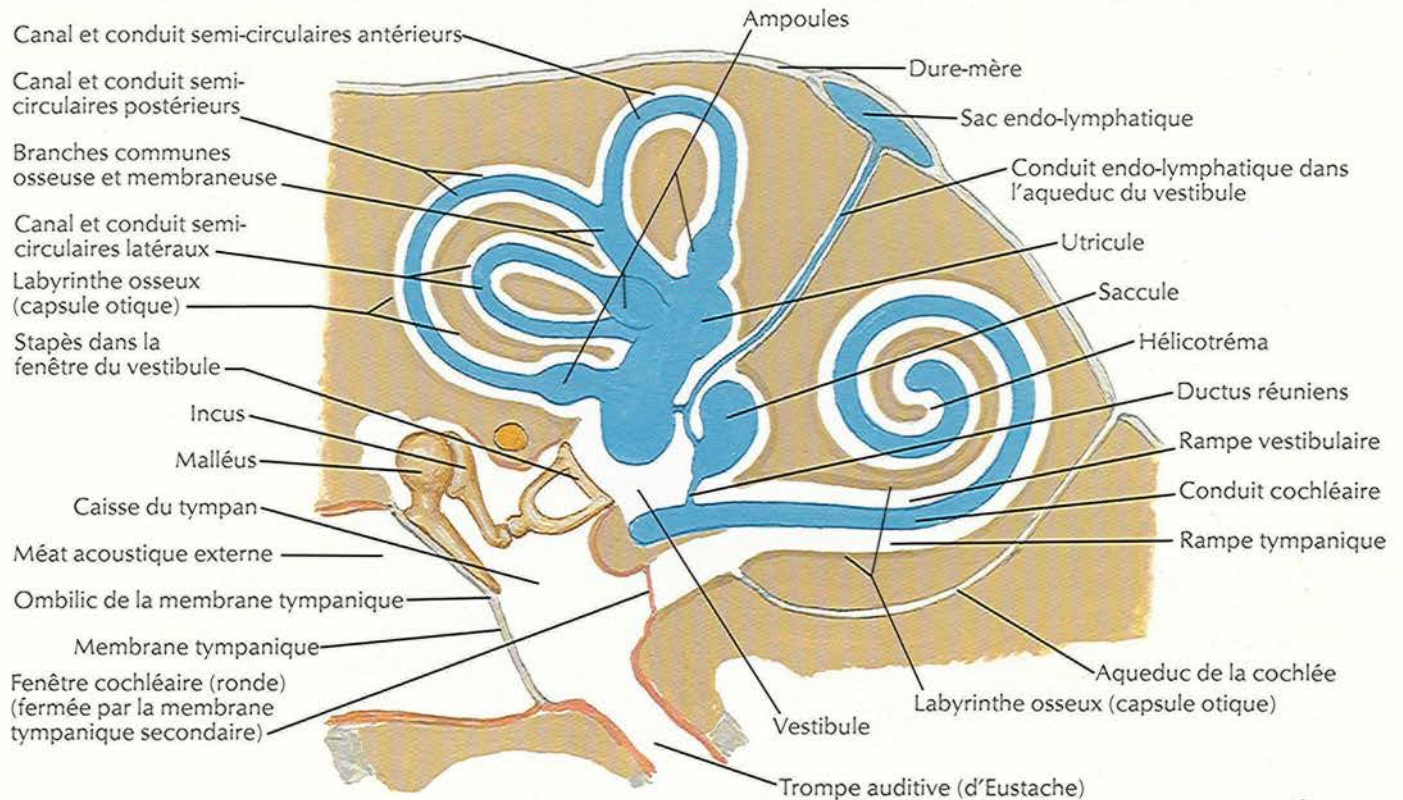 Canal et conduit semi-circulaires antérieurs
Canal et conduit semi-
circulaires postérieurs
Branches communes
osseuse et membraneuse
Canal et conduit semi-
circulaires latéraux
Labyrinthe osseux
(capsule otique)
Stapès dans la
fenêtre du vestibule
Incus
Malléus
Caisse du tympan
Méat acoustique externe
Ombilic de la membrane tympanique
Membrane tympanique
Fenêtre cochléaire (ronde)
(fermée par la membrane
tympanique secondaire)
Ampoules
Dure-mère
Sac endo-lymphatique
Conduit endo-lymphatique dans
l'aqueduc du vestibule
Utricule
Saccule
Hélicotréma
Ductus réuniens
Rampe vestibulaire
Conduit cochléaire
Rampe tympanique
Aqueduc de la cochlée
Labyrinthe osseux (capsule otique)
Vestibule
Trompe auditive (d'Eustache)